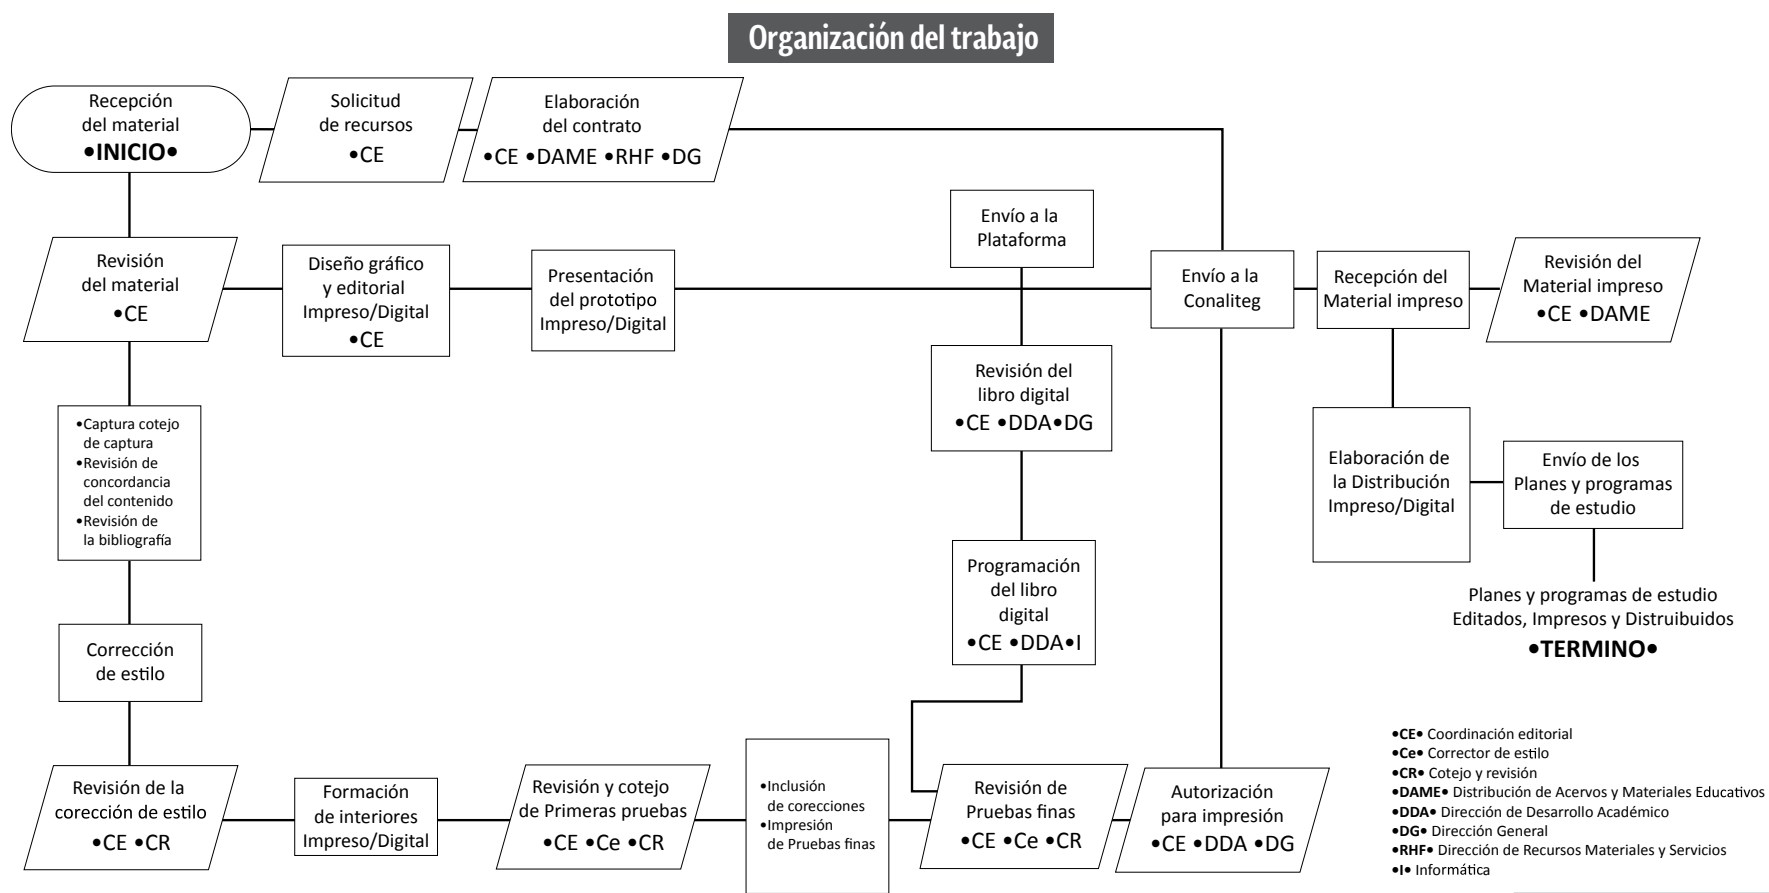 Organización del trabajo
Recepción
del material
•INICIO•
Solicitud
de recursos
•CE
Elaboración
del contrato
•CE •DAME •RHF •DG
Envío a la
Plataforma
Revisión
del material
•CE
Diseño gráfico
y editorial
Impreso/Digital
•CE
Presentación
del prototipo
Impreso/Digital
Envío a la
Conaliteg
Recepción del
Material impreso
Revisión del
Material impreso
•CE •DAME
Revisión del
libro digital
•CE •DDA•DG
•Captura cotejo
de captura
•Revisión de
concordancia
del contenido
•Revisión de
la bibliografía
Elaboración de
la Distribución
Impreso/Digital
Envío de los
Planes y programas
de estudio
Programación
del libro
digital
•CE •DDA•I
Planes y programas de estudio
Editados, Impresos y Distruibuidos
•TERMINO•
Corrección
de estilo
Revisión de la
corección de estilo
•CE •CR
Formación
de interiores
Impreso/Digital
Revisión y cotejo
de Primeras pruebas
•CE •Ce •CR
•Inclusión
de corecciones
•Impresión
de Pruebas finas
Revisión de
Pruebas finas
•CE •Ce •CR
Autorización
para impresión
•CE •DDA •DG
•CE• Coordinación editorial
•Ce• Corrector de estilo
•CR• Cotejo y revisión
•DAME• Distribución de Acervos y Materiales Educativos
•DDA• Dirección de Desarrollo Académico
•DG• Dirección General
•RHF• Dirección de Recursos Materiales y Servicios
•I• Informática